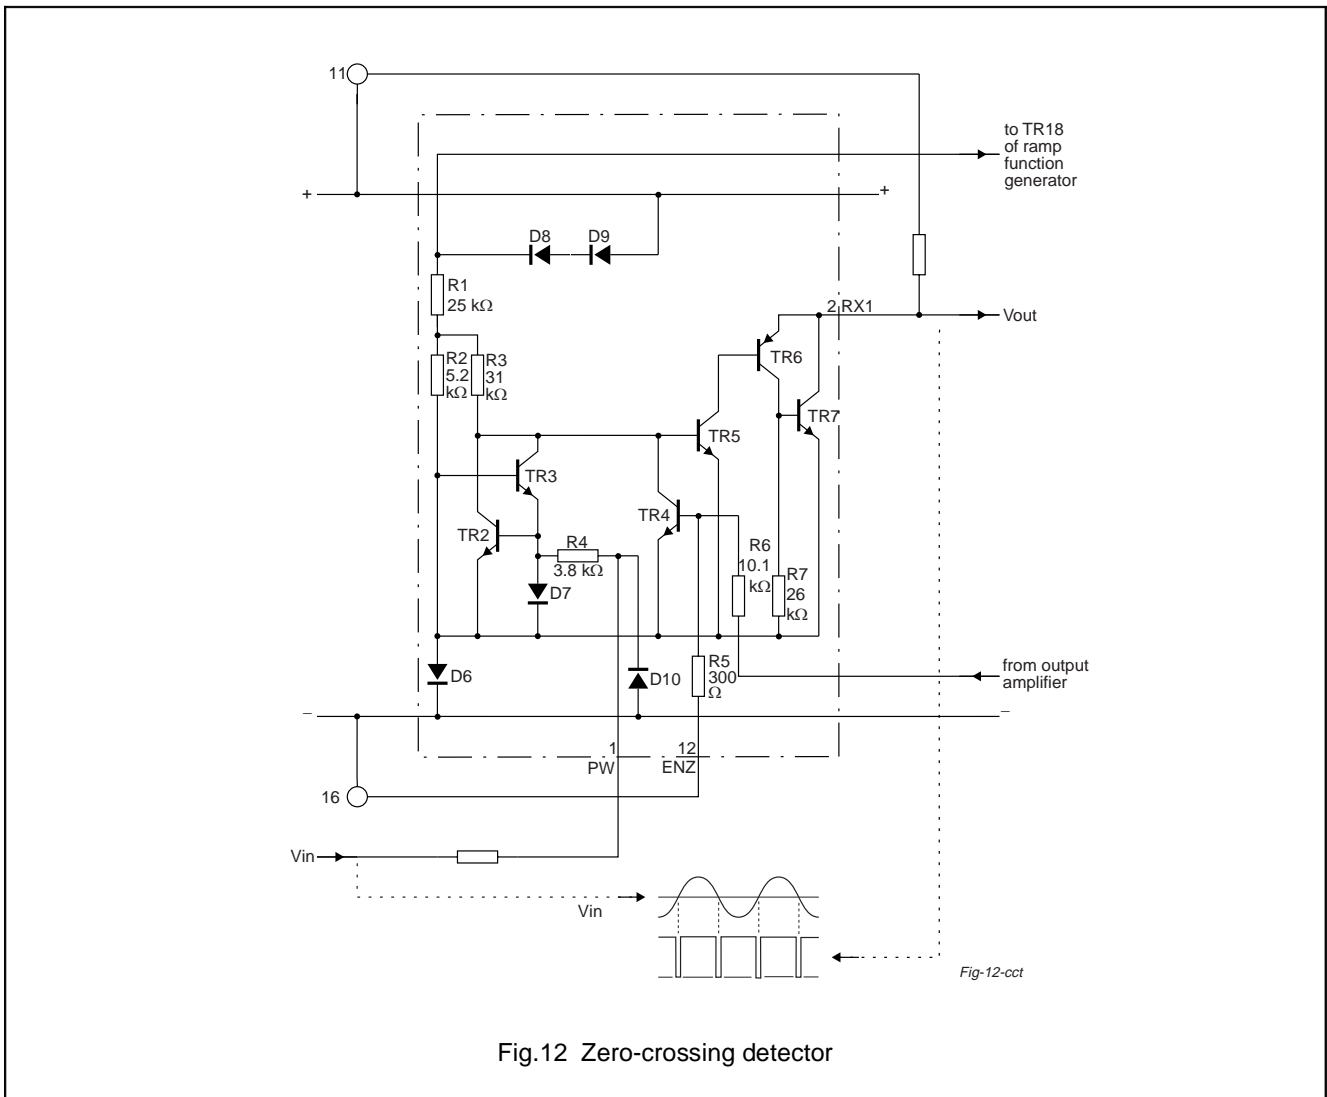 11
to TR18
of ramp
function
generator
+
+
D8 D9
R1
25 kΩ
2 RX1
Vout
R2
5.2
kΩ
R3
31
kΩ
TR6
TR7
TR5
TR3
TR4
TR2
R4
3.8 kΩ
R6
10.1
kΩ
R7
26
kΩ
D7
from output
amplifier
D6
D10
R5
300
Ω
–
–
1
PW
12
ENZ
16
Vin
Vin
Fig-12-cct
Fig.12 Zero-crossing detector